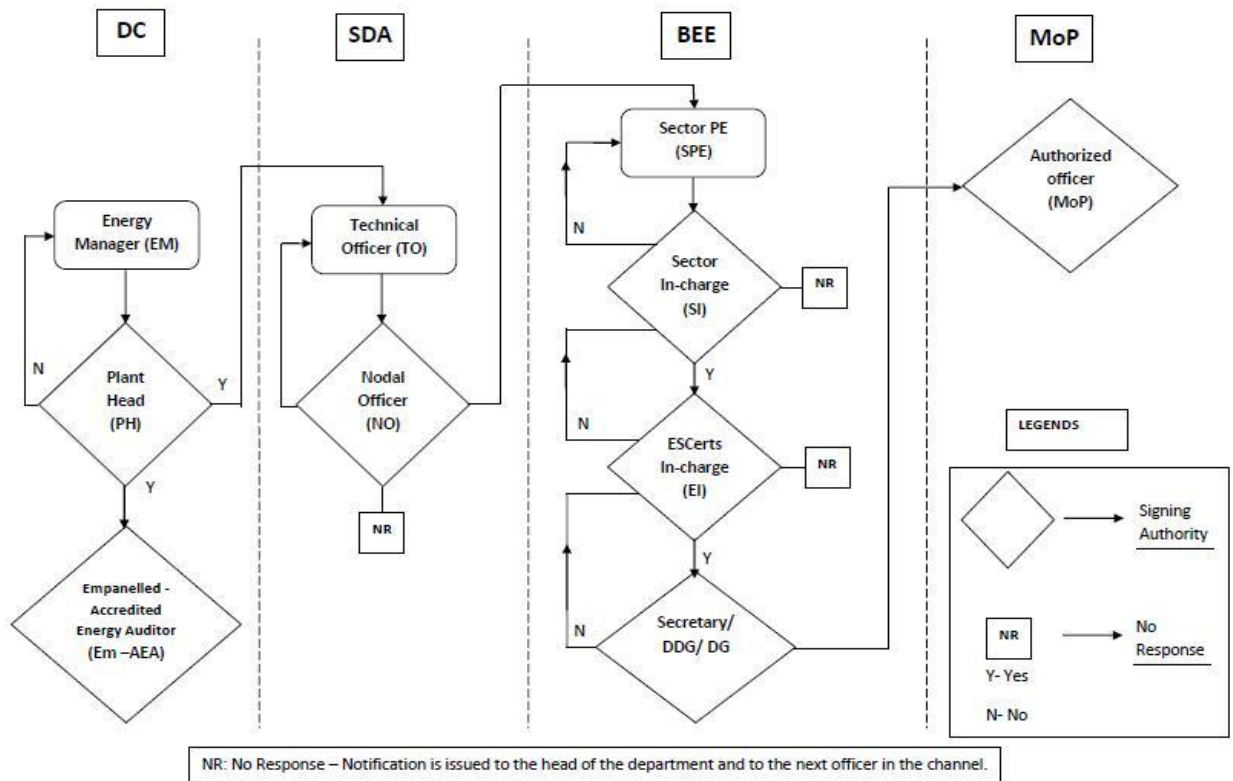 DC
SDA
BEE
MoP
Energy
Manager (EM)
N
Plant
Head
(PH)
Y
Y
Empanelled -
Accredited
Energy Auditor
(Em –AEA)
Technical
Officer (TO)
Nodal
Officer
(NO)
NR
Sector PE
(SPE)
N
Sector
In-charge
(SI)
NR
Y
N
ESCerts
In-charge
(EI)
NR
Y
N
Secretary/
DDG/ DG
Authorized
officer
(MoP)
LEGENDS
Signing
Authority
NR
No
Response
Y- Yes
N- No
NR: No Response – Notification is issued to the head of the department and to the next officer in the channel.